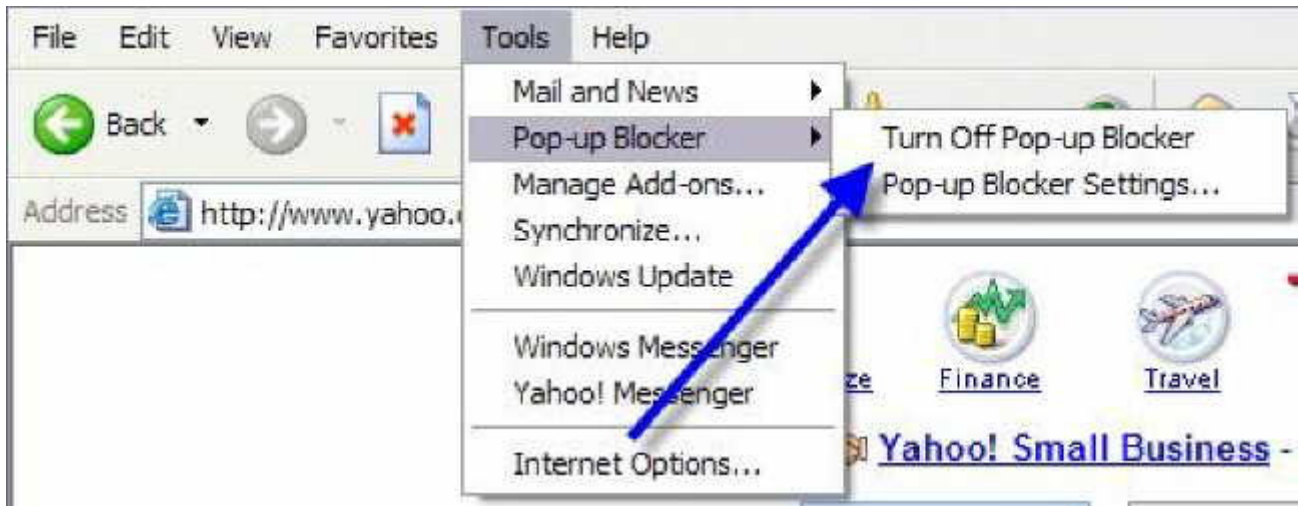 File Edit View Favorites Tools Help
Back
Address http://www.yahoo.
Mail and News
Pop-up Blocker
Manage Add-ons...
Synchronize...
Windows Update
Windows Messenger
Yahoo! Messenger
Internet Options...
Turn Off Pop-up Blocker
Pop-up Blocker Settings...
ze Finance Travel
Yahoo! Small Business -